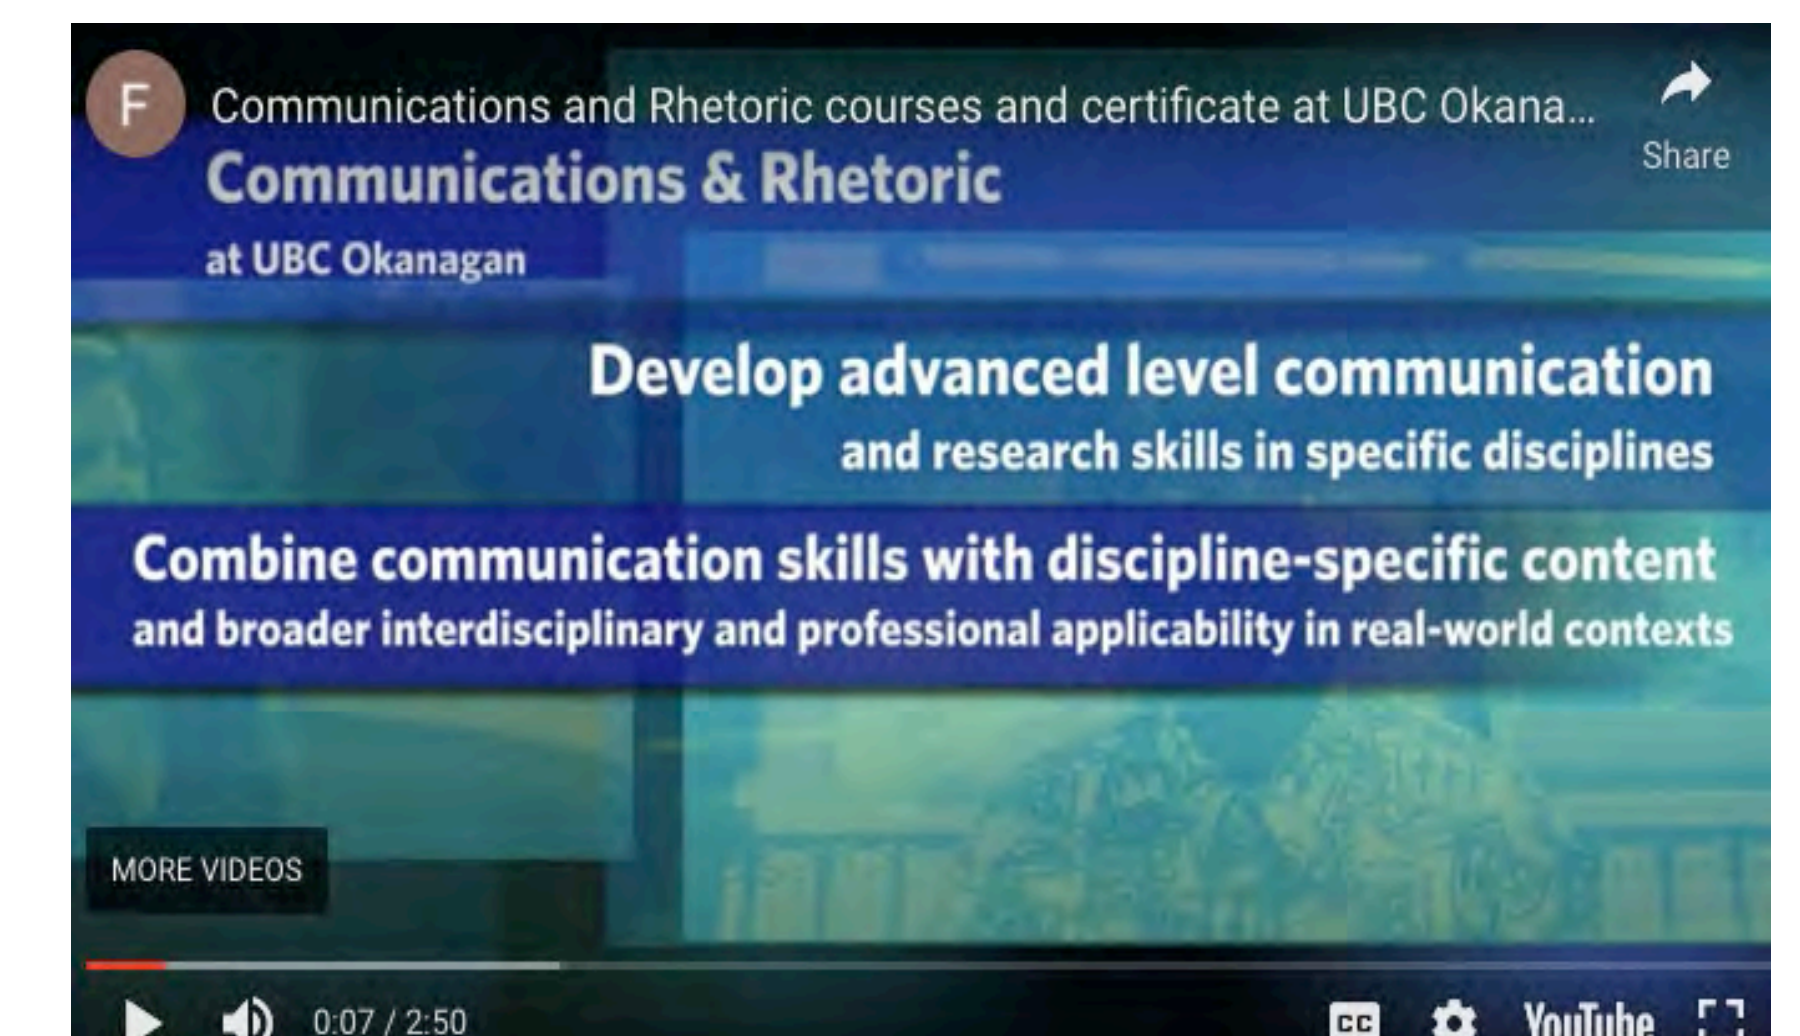 F
Communications and Rhetoric courses and certificate at UBC Okana...
Share
Communications & Rhetoric
at UBC Okanagan
Develop advanced level communication
and research skills in specific disciplines
Combine communication skills with discipline-specific content
and broader interdisciplinary and professional applicability in real-world contexts
MORE VIDEOS
0:07 / 2:50
CC
YouTube